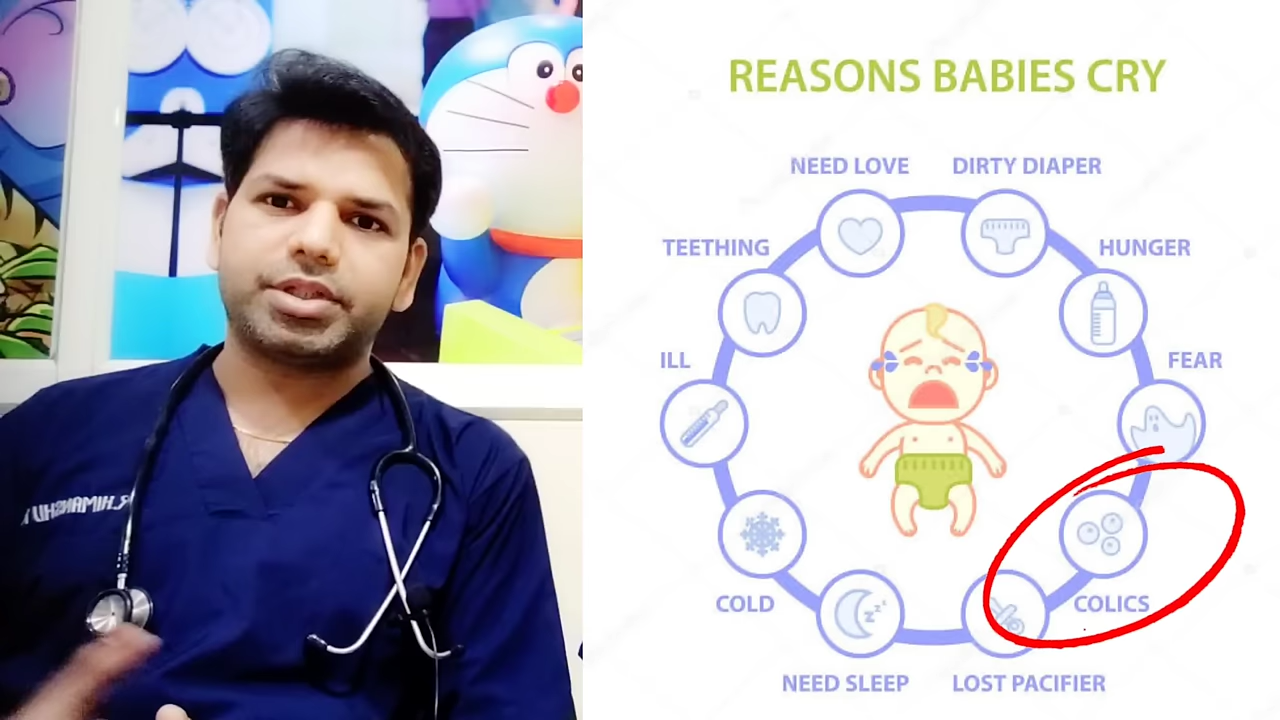 REASONS BABIES CRY
NEED LOVE
DIRTY DIAPER
TEETHING
HUNGER
ILL
FEAR
COLD
COLICS
NEED SLEEP
LOST PACIFIER